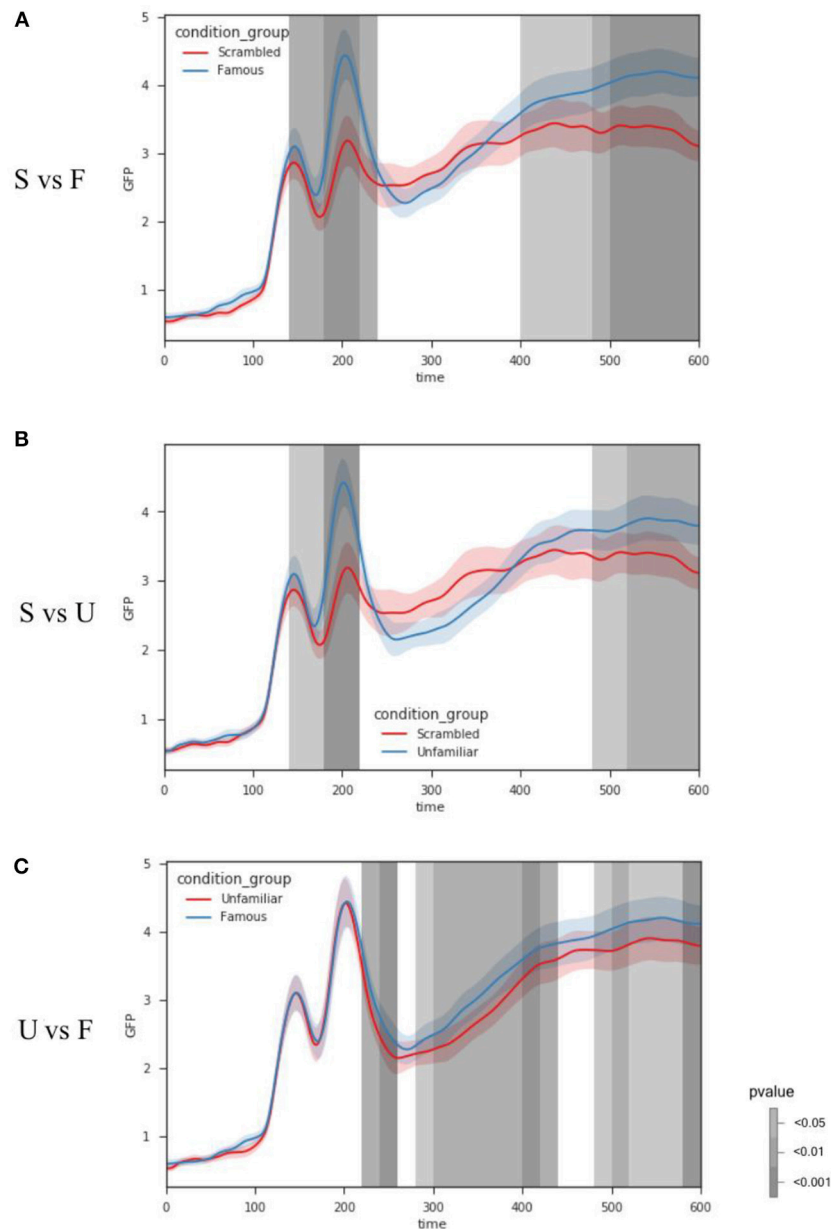 A
S vs F
condition_group
Scrambled
Famous
GFP
5
4
3
2
1
0 100 200 300 400 500 600
time
B
S vs U
GFP
4
3
2
1
condition_group
Scrambled
Unfamiliar
0 100 200 300 400 500 600
time
C
U vs F
condition_group
Unfamiliar
Famous
GFP
5
4
3
2
1
0 100 200 300 400 500 600
time
pvalue
<0.05
<0.01
<0.001